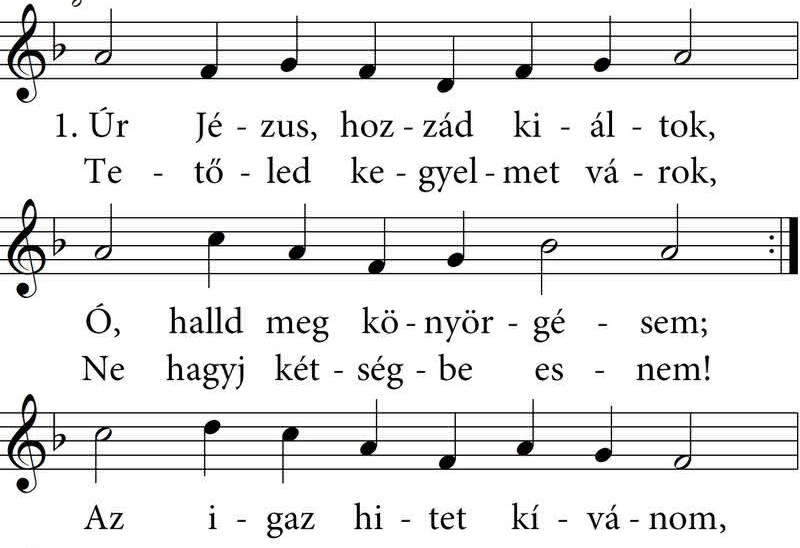 1. Úr Jé - zus, hoz - zád ki - ál - tok,
Te - tő - led ke - gyel - met vá - rok,
Ó, halld meg kö - nyör - gé - sem;
Ne hagyj két - ség - be es - nem!
Az i - gaz hi - tet kí - vá - nom,